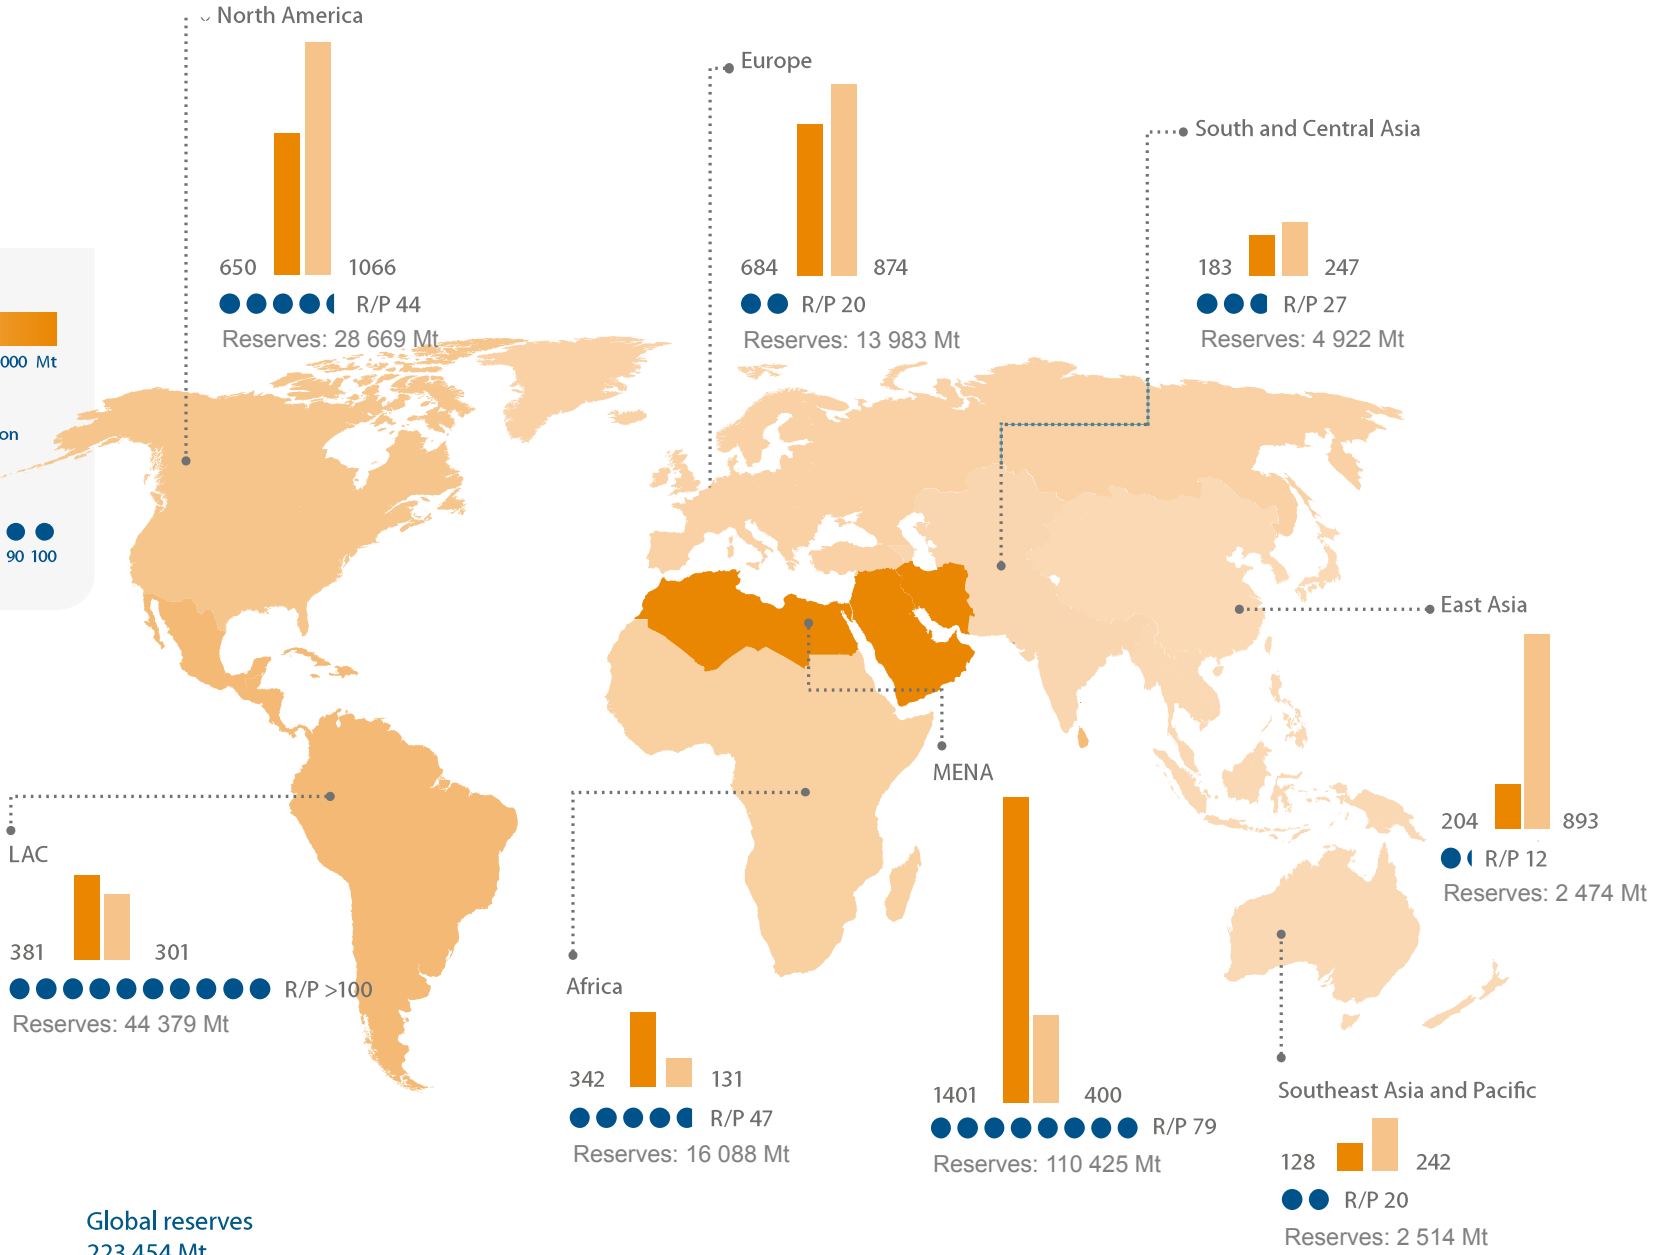 North America
650 1066
R/P 44
Reserves: 28 669 Mt
Europe
684 874
R/P 20
Reserves: 13 983 Mt
South and Central Asia
183 247
R/P 27
Reserves: 4 922 Mt
000 Mt
on
90 100
East Asia
204 893
R/P 12
Reserves: 2 474 Mt
MENA
1401 400
R/P 79
Reserves: 110 425 Mt
LAC
381 301
R/P >100
Reserves: 44 379 Mt
Africa
342 131
R/P 47
Reserves: 16 088 Mt
Southeast Asia and Pacific
128 242
R/P 20
Reserves: 2 514 Mt
Global reserves
223 454 Mt